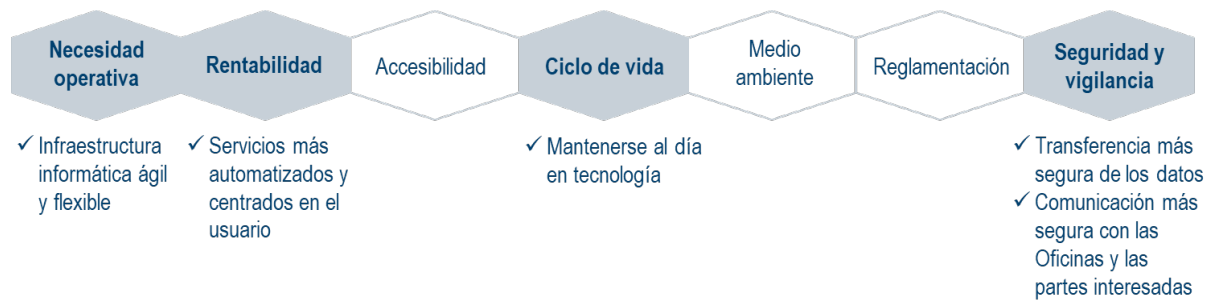 Necesidad
operativa
Rentabilidad
Accesibilidad
Ciclo de vida
Medio
ambiente
Reglamentación
Seguridad y
vigilancia
✓ Infraestructura
informática ágil
y flexible
✓ Servicios más
automatizados y
centrados en el
usuario
✓ Mantenerse al día
en tecnología
✓ Transferencia más
segura de los datos
✓ Comunicación más
segura con las
Oficinas y las
partes interesadas